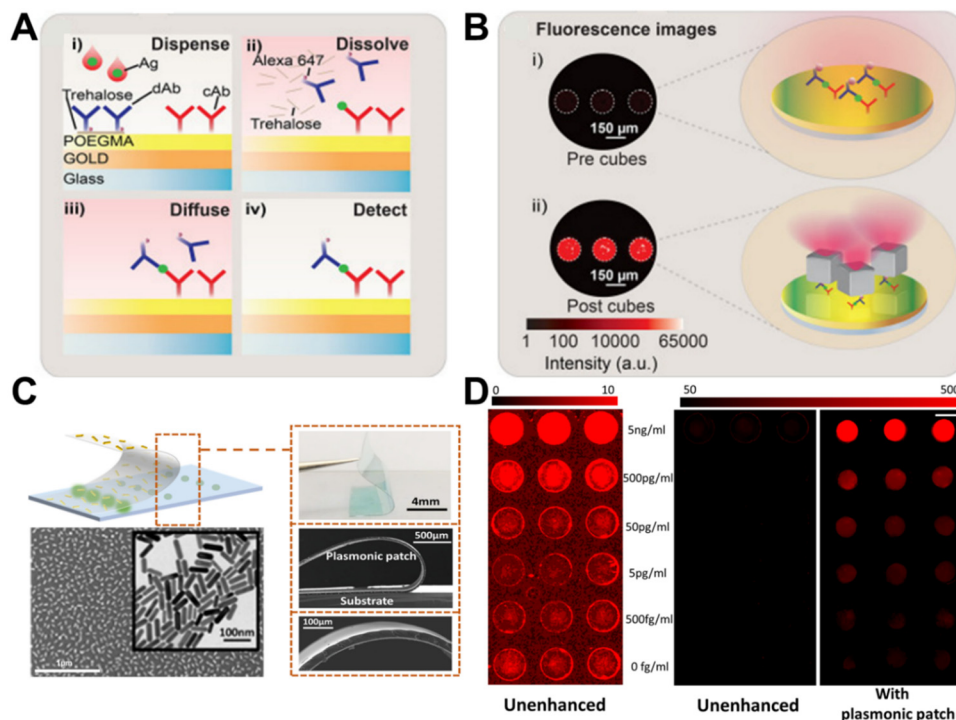 A
i) Dispense
Ag
Trehalose
dAb
cAb
POEGMA
GOLD
Glass
ii) Dissolve
Alexa 647
Trehalose
iii) Diffuse
iv) Detect
B
Fluorescence images
i)
150 µm
Pre cubes
ii)
150 µm
Post cubes
1 100 10000 65000
Intensity (a.u.)
C
4mm
500µm
Plasmonic patch
Substrate
100µm
100nm
1µm
D
0 10
50 500
5ng/ml
500pg/ml
50pg/ml
5pg/ml
500fg/ml
0 fg/ml
Unenhanced
Unenhanced
With
plasmonic patch